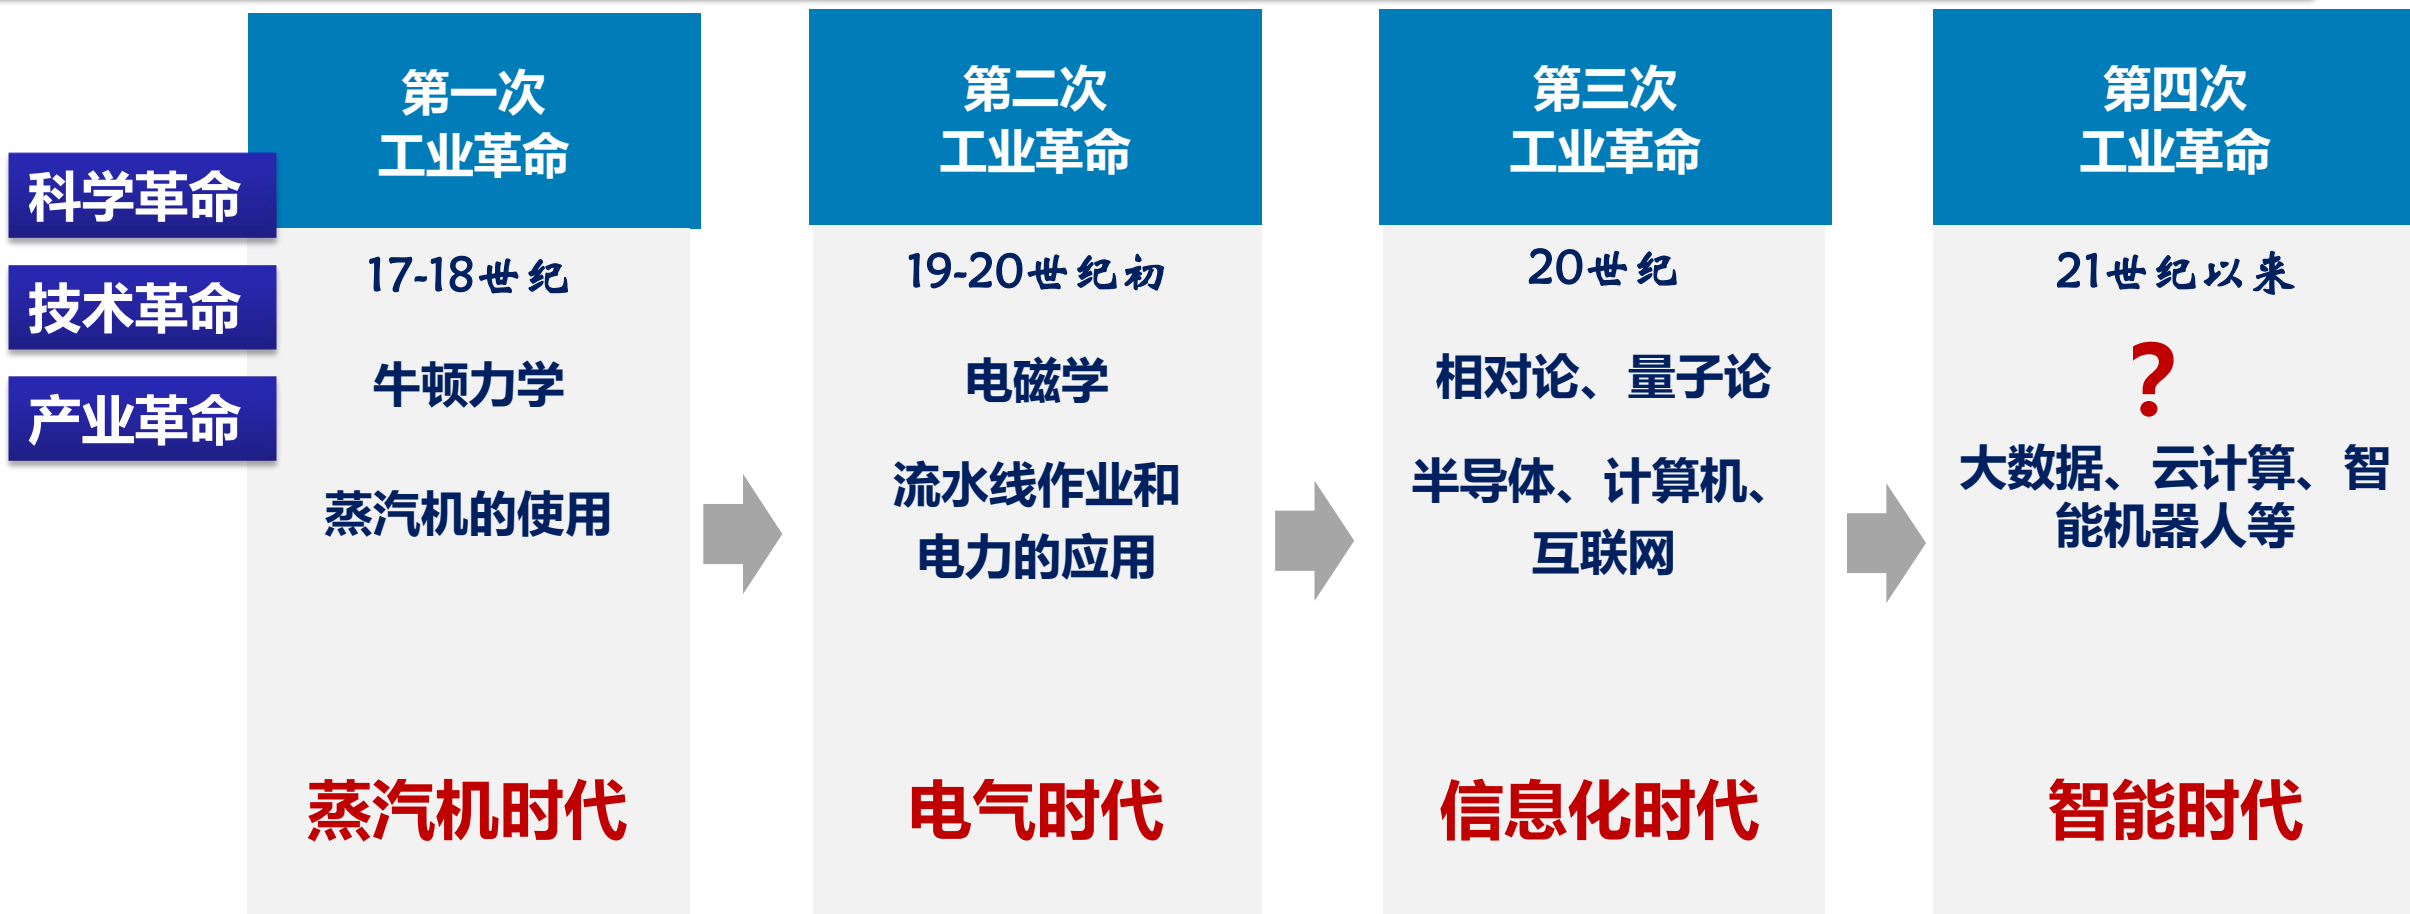 科学革命
技术革命
产业革命
第一次
工业革命
17-18世纪
牛顿力学
蒸汽机的使用
蒸汽机时代
第二次
工业革命
19-20世纪初
电磁学
流水线作业和
电力的应用
电气时代
第三次
工业革命
20世纪
相对论、量子论
半导体、计算机、
互联网
信息化时代
第四次
工业革命
21世纪以来
?
大数据、云计算、智
能机器人等
智能时代